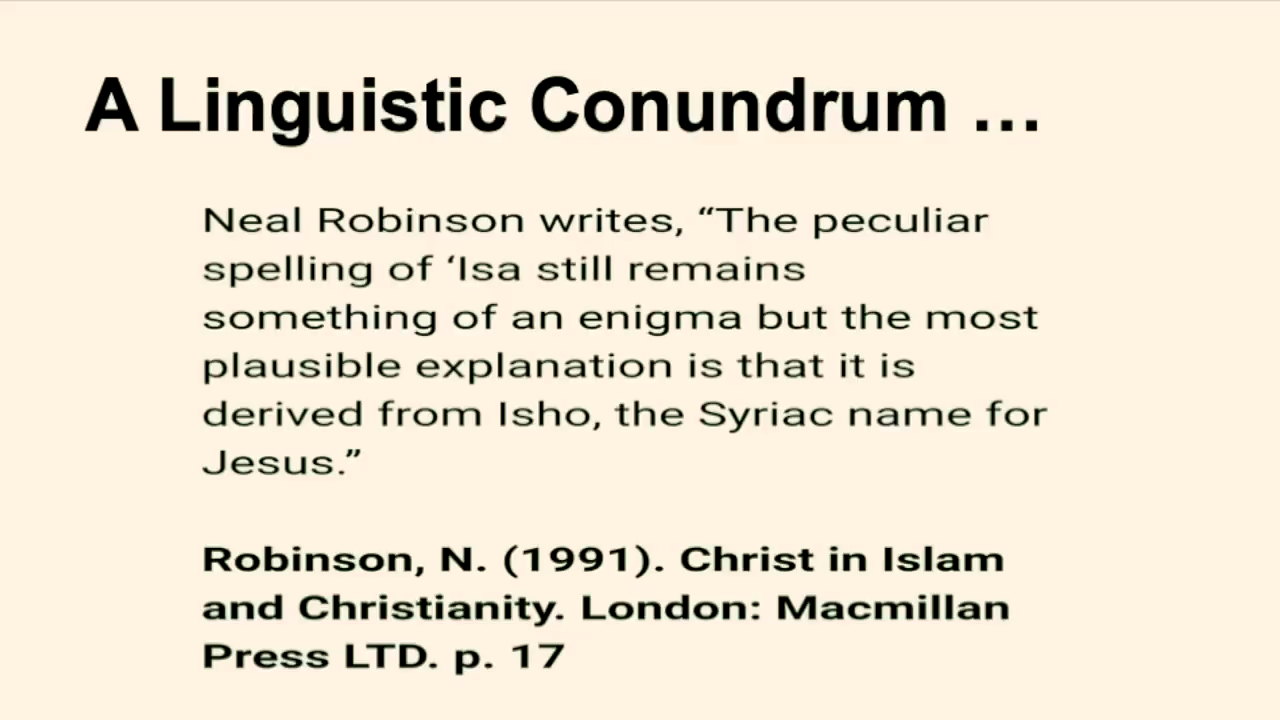 A Linguistic Conundrum …
Neal Robinson writes, “The peculiar
spelling of ‘Isa still remains
something of an enigma but the most
plausible explanation is that it is
derived from Isho, the Syriac name for
Jesus.”
Robinson, N. (1991). Christ in Islam
and Christianity. London: Macmillan
Press LTD. p. 17